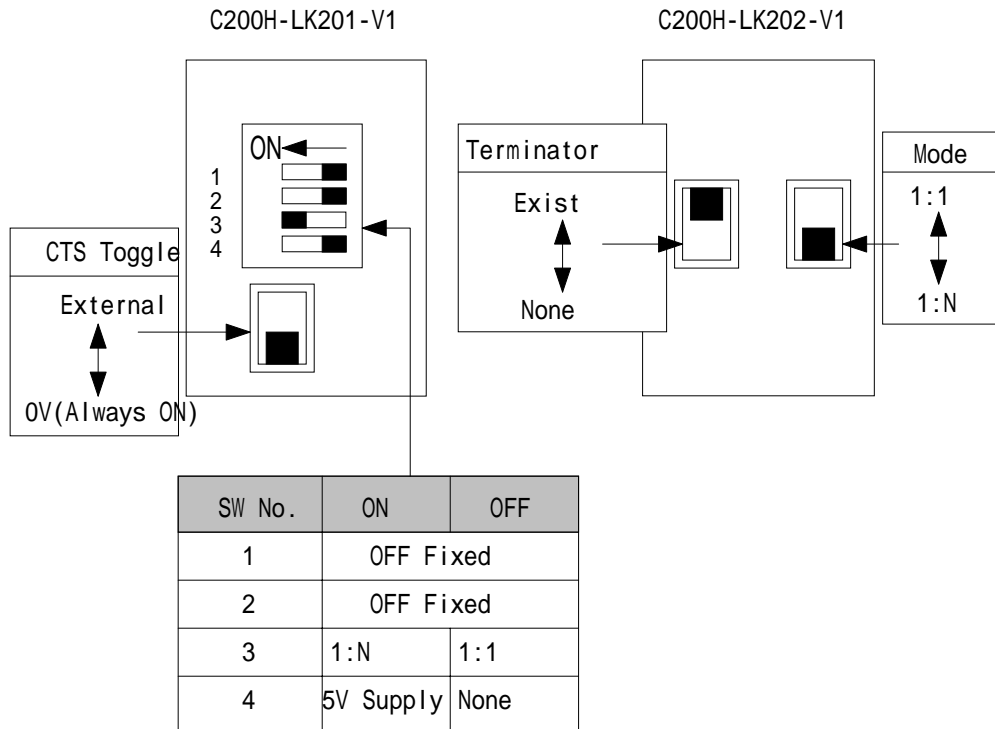 C200H-LK201-V1
C200H-LK202-V1
ON
1
2
3
4
CTS Toggle
External
0V(Always ON)
Terminator
Exist
None
Mode
1:1
1:N
SW No. ON OFF
1 OFF Fixed
2 OFF Fixed
3 1:N 1:1
4 5V Supply None